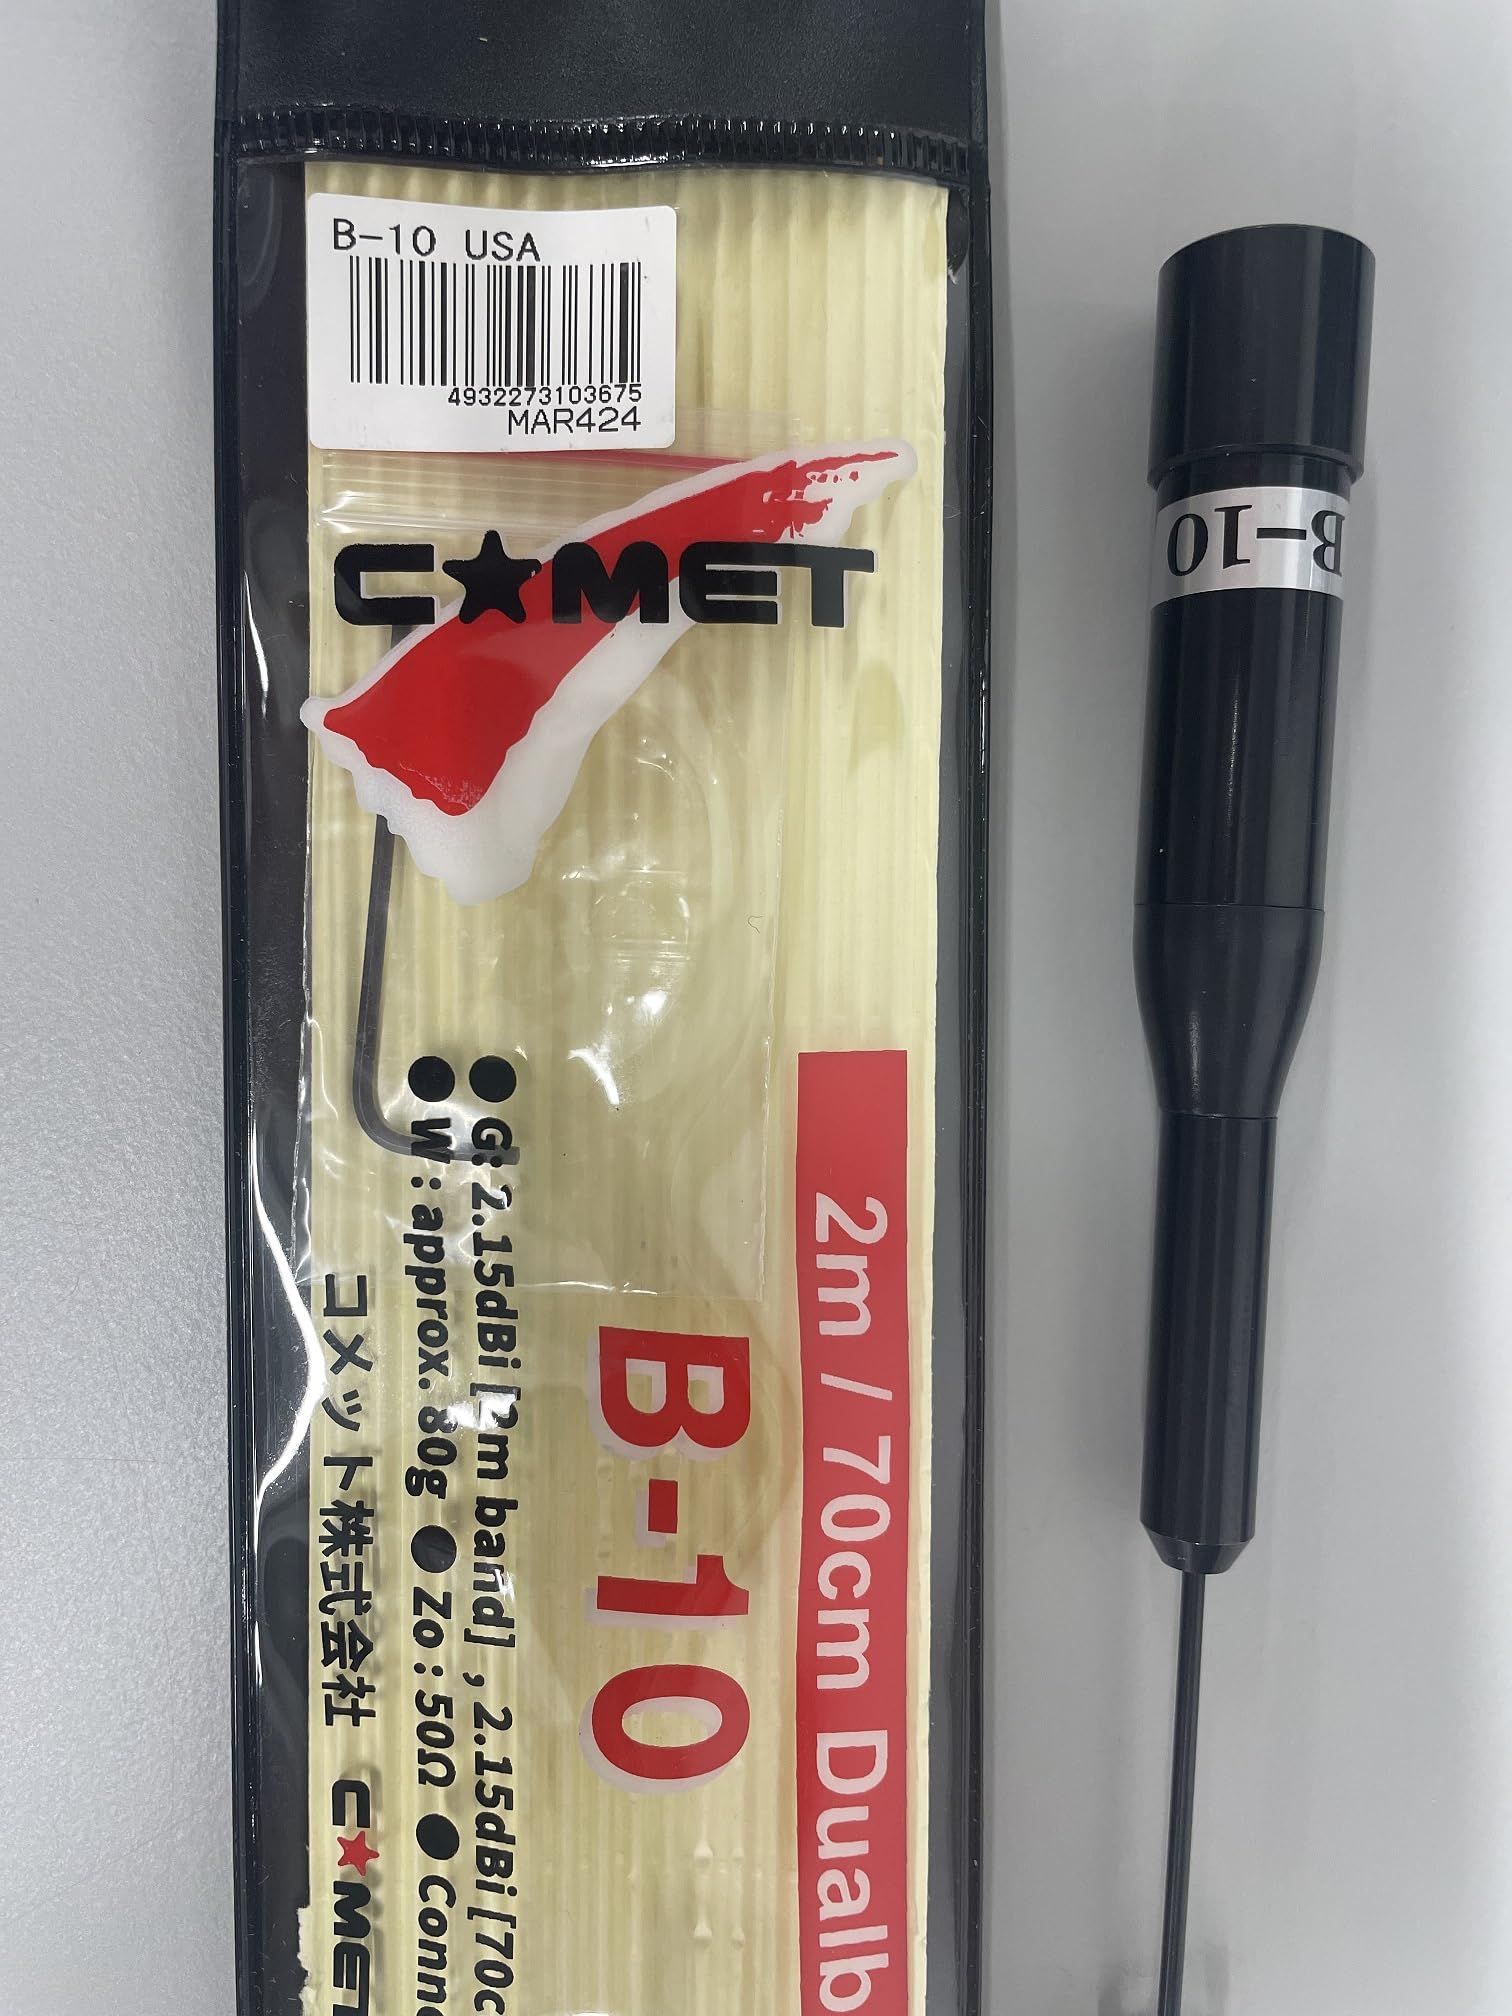 B-10 USA
4932273103675
MAR424
C★MET
2m / 70cm Dualb
B-10
●G:2.15dBi[2m band],2.15dBi[70c
●W:approx.80g ●Zo:50Ω ●Conne
コメット株式会社 C★MET
B-10